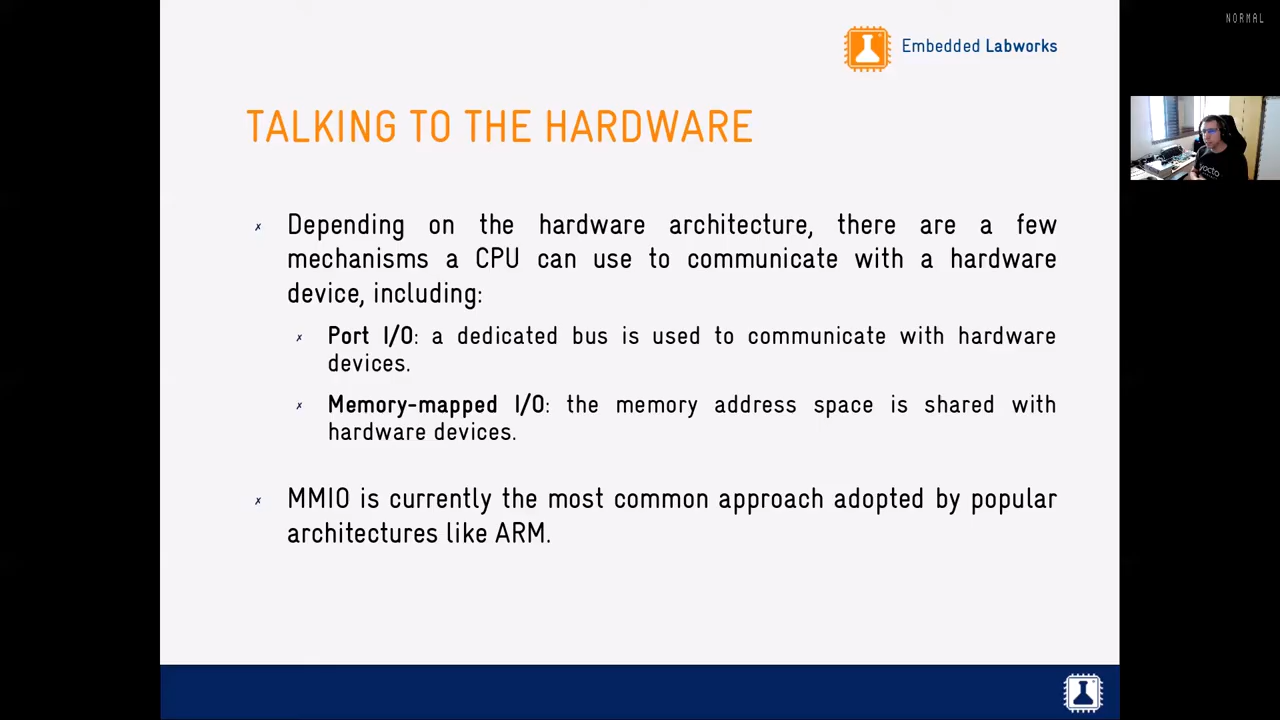 NORMAL
Embedded Labworks
TALKING TO THE HARDWARE
Depending on the hardware architecture, there are a few
mechanisms a CPU can use to communicate with a hardware
device, including:
Port I/O: a dedicated bus is used to communicate with hardware
devices.
Memory-mapped I/O: the memory address space is shared with
hardware devices.
MMIO is currently the most common approach adopted by popular
architectures like ARM.
yocto